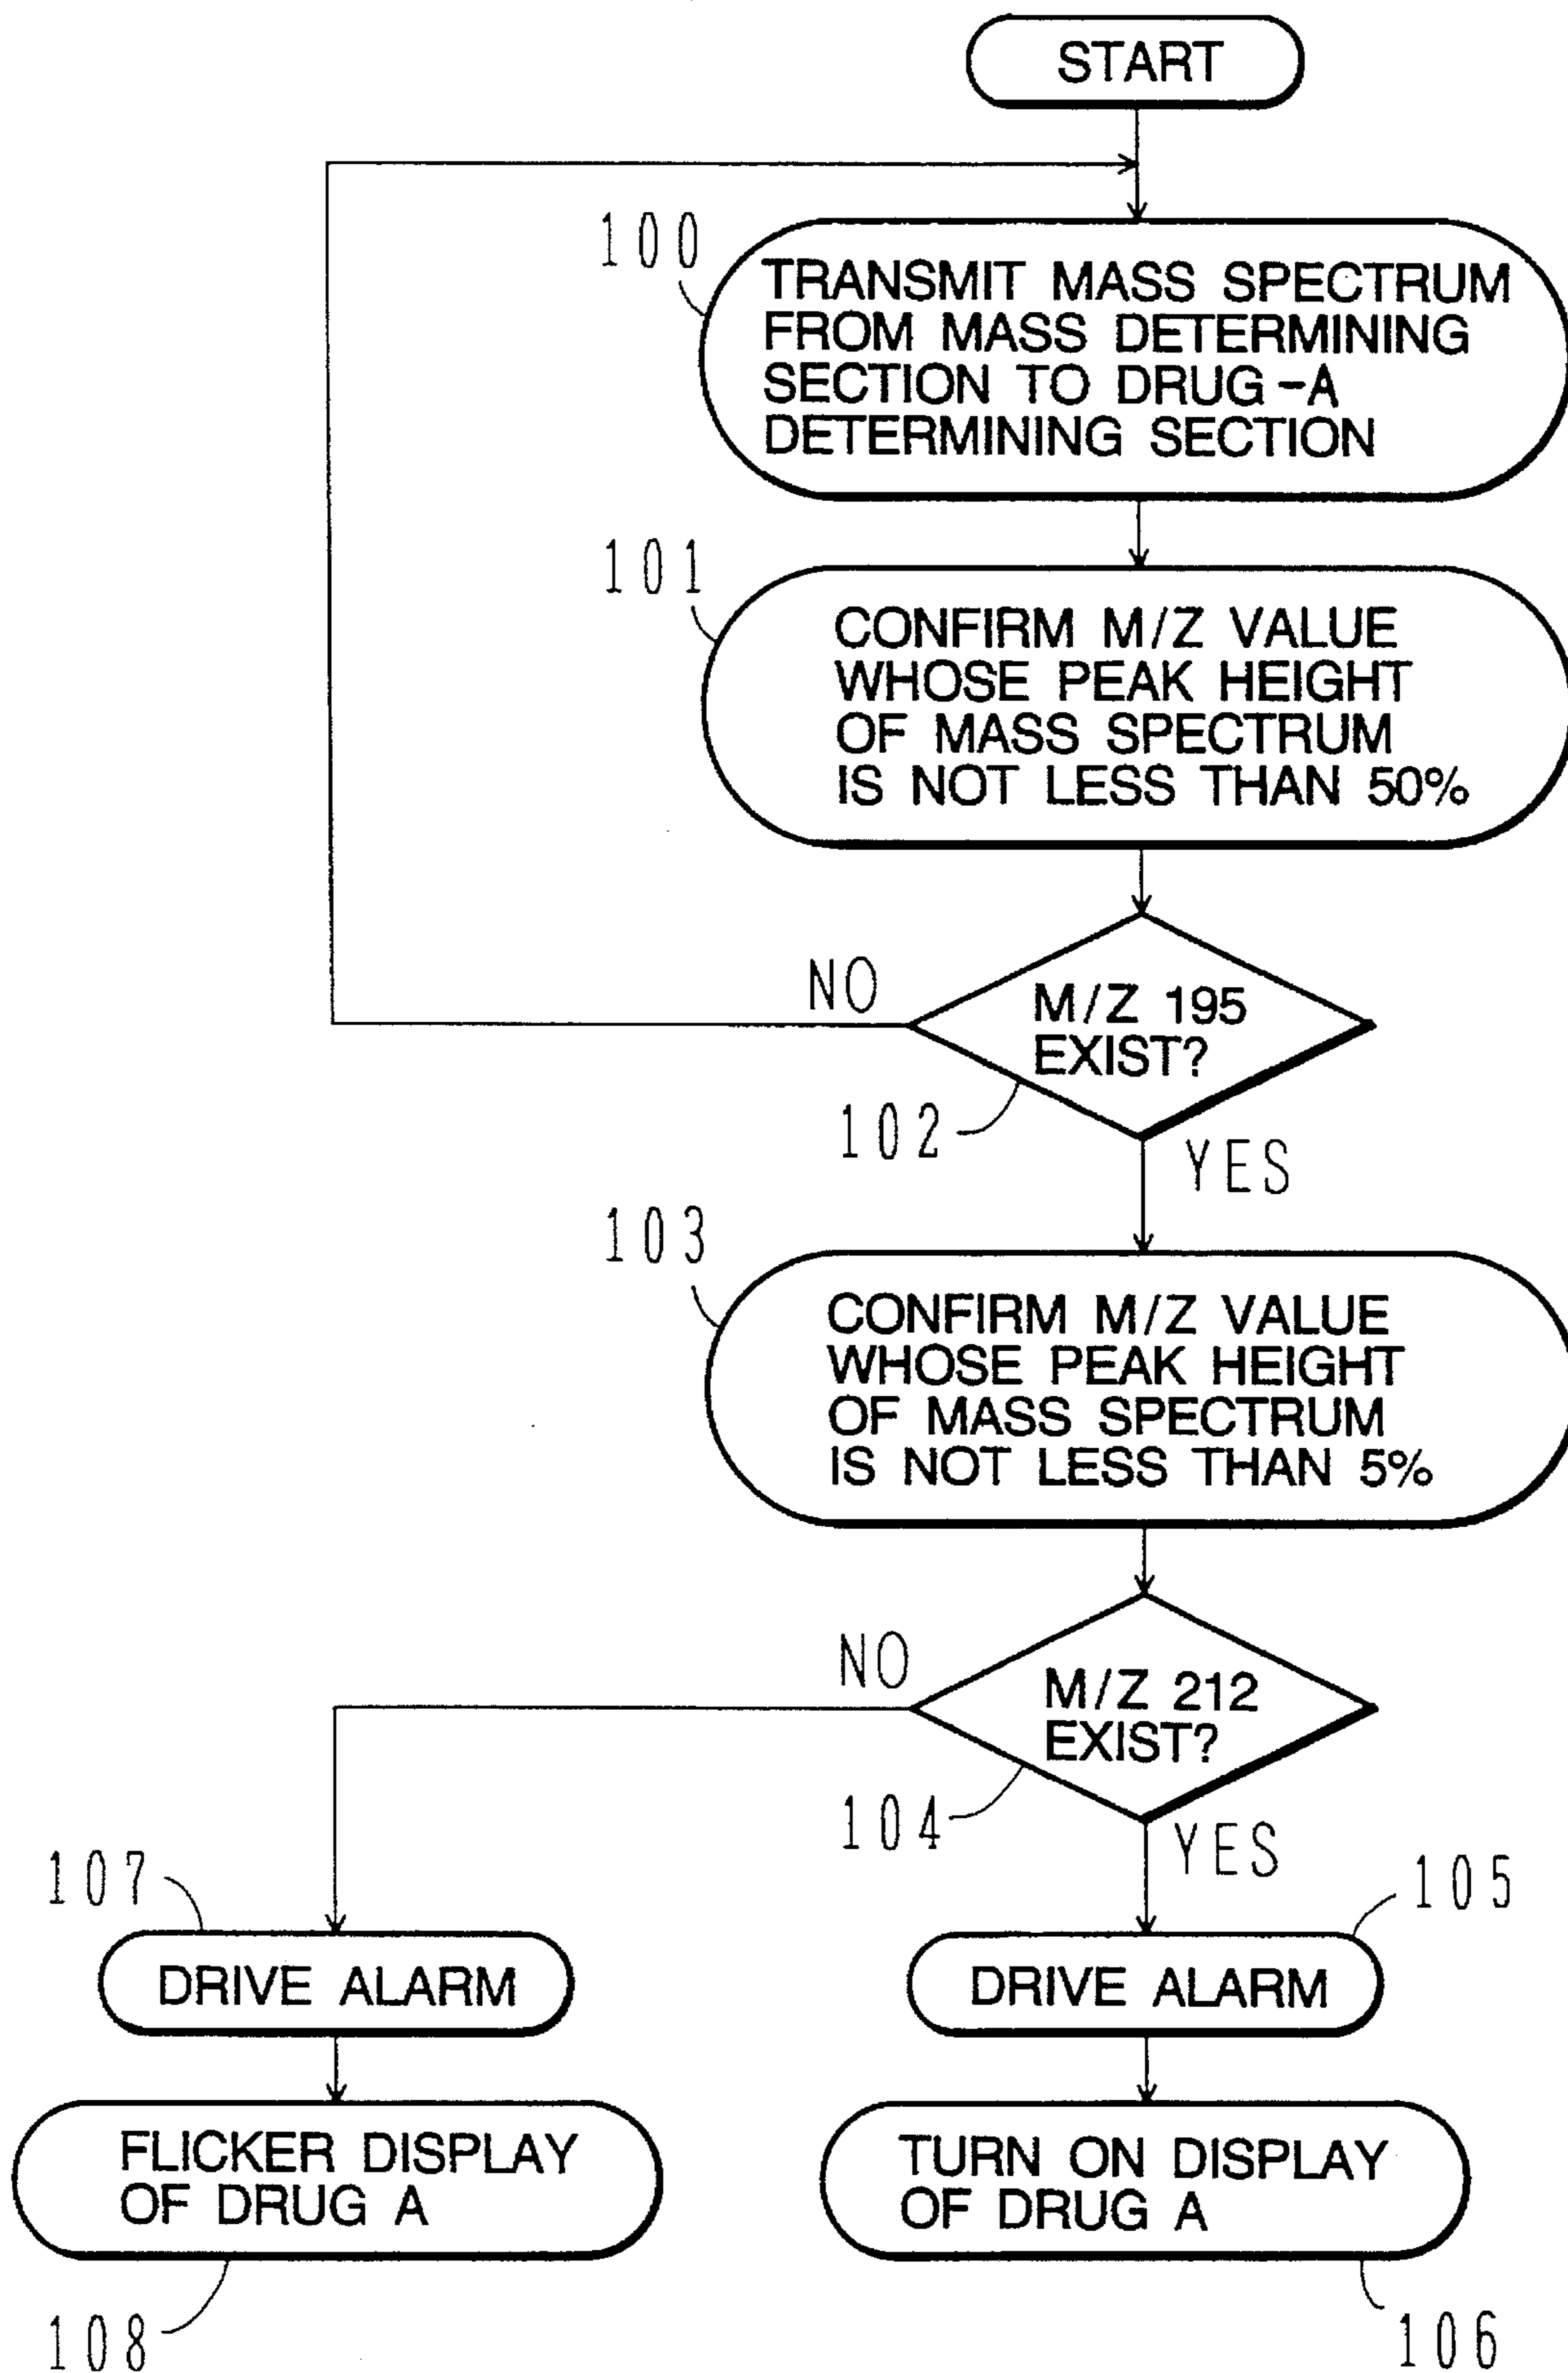 START
100
TRANSMIT MASS SPECTRUM
FROM MASS DETERMINING
SECTION TO DRUG-A
DETERMINING SECTION
101
CONFIRM M/Z VALUE
WHOSE PEAK HEIGHT
OF MASS SPECTRUM
IS NOT LESS THAN 50%
NO
M/Z 195
EXIST?
102
YES
103
CONFIRM M/Z VALUE
WHOSE PEAK HEIGHT
OF MASS SPECTRUM
IS NOT LESS THAN 5%
NO
M/Z 212
EXIST?
104
YES
107
105
DRIVE ALARM
DRIVE ALARM
FLICKER DISPLAY
OF DRUG A
TURN ON DISPLAY
OF DRUG A
108
106